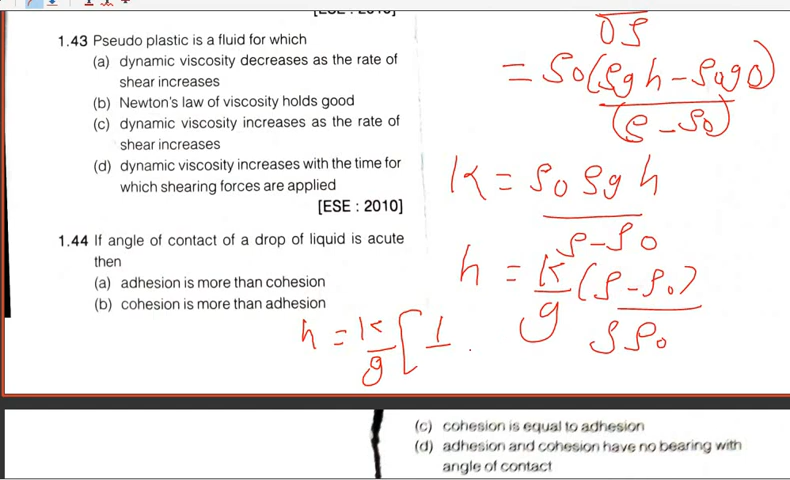 1.43 Pseudo plastic is a fluid for which
(a) dynamic viscosity decreases as the rate of
shear increases
(b) Newton's law of viscosity holds good
(c) dynamic viscosity increases as the rate of
shear increases
(d) dynamic viscosity increases with the time for
which shearing forces are applied
[ESE : 2010]
1.44 If angle of contact of a drop of liquid is acute
then
(a) adhesion is more than cohesion
(b) cohesion is more than adhesion
= ρ₀(ρgh - ρ₀g0)
(ρ - ρ₀)
K = ρ₀ρgh
ρ - ρ₀
h = K/g (ρ - ρ₀)
ρρ₀
h = K/g [ 1
(c) cohesion is equal to adhesion
(d) adhesion and cohesion have no bearing with
angle of contact